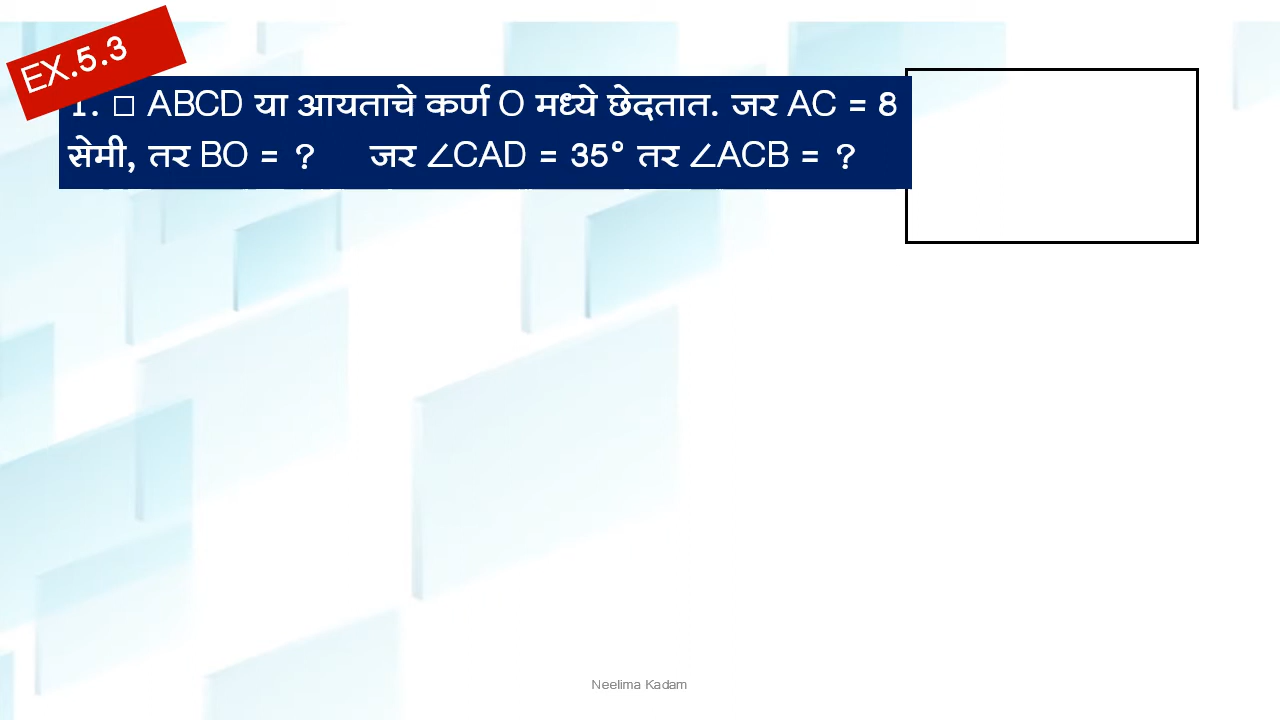 EX.5.3
1. □ ABCD या आयताचे कर्ण O मध्ये छेदतात. जर AC = 8
सेमी, तर BO = ? जर ∠CAD = 35° तर ∠ACB = ?
Neelima Kadam